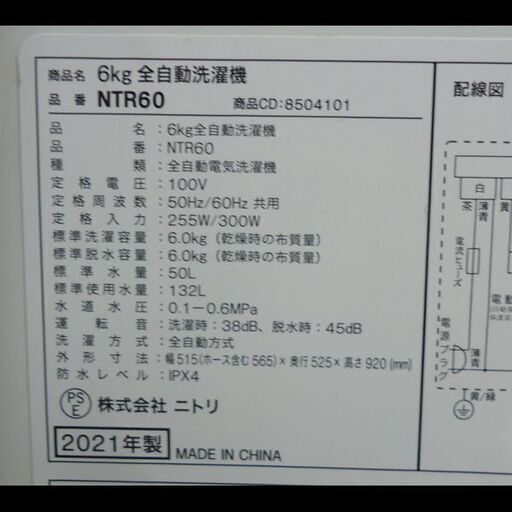 商品名 6kg 全自動洗濯機
品番 NTR60 商品CD:8504101
品名:6kg全自動洗濯機
品番:NTR60
種類:全自動電気洗濯機
定格電圧:100V
定格周波数:50Hz/60Hz 共用
定格入力:255W/300W
標準洗濯容量:6.0kg(乾燥時の布質量)
標準脱水容量:6.0kg(乾燥時の布質量)
標準水量:50L
標準使用水量:132L
水道水圧:0.1−0.6MPa
運転音:洗濯時:38dB、脱水時:45dB
洗濯方式:全自動方式
外形寸法:幅515(ホース含む565)×奥行525×高さ920(mm)
防水レベル:IPX4
PSE 株式会社 ニトリ
2021年製 MADE IN CHINA
配線図
白
茶 薄青 黄
電流ヒューズ
電動
電源プラグ
薄青
黄/緑